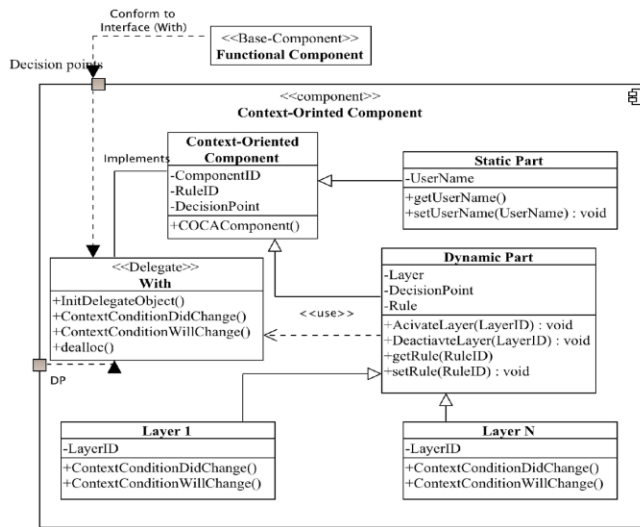 Conform to
Interface (With)
<<Base-Component>>
Functional Component
Decision points
<<component>>
Context-Orinted Component
Context-Oriented
Component
-ComponentID
-RuleID
-DecisionPoint
+COCAComponent()
Implements
Static Part
-UserName
+getUserName()
+setUserName(UserName) : void
<<Delegate>>
With
+InitDelegateObject()
+ContextConditionDidChange()
+ContextConditionWillChange()
+dealloc()
<<use>>
Dynamic Part
-Layer
-DecisionPoint
-Rule
+AcivateLayer(LayerID) : void
+DeactiavteLayer(LayerID) : void
+getRule(RuleID)
+setRule(RuleID) : void
DP
Layer 1
-LayerID
+ContextConditionDidChange()
+ContextConditionWillChange()
Layer N
-LayerID
+ContextConditionDidChange()
+ContextConditionWillChange()